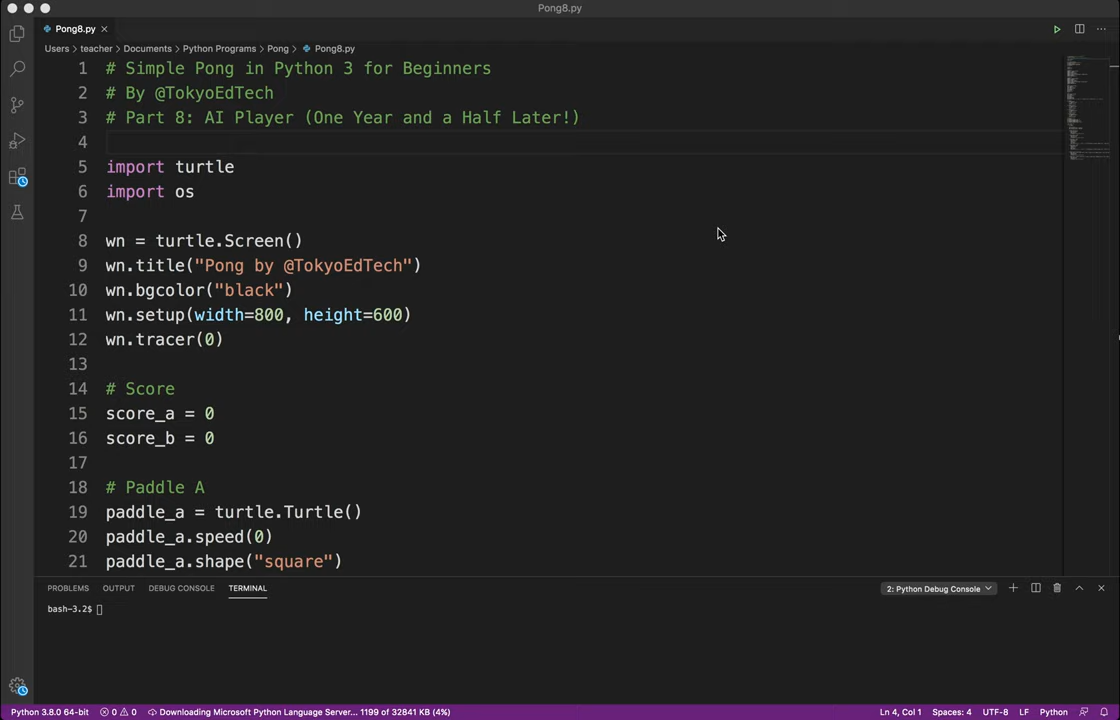 Pong8.py
Pong8.py
Users > teacher > Documents > Python Programs > Pong > Pong8.py
1 # Simple Pong in Python 3 for Beginners
2 # By @TokyoEdTech
3 # Part 8: AI Player (One Year and a Half Later!)
4
5 import turtle
6 import os
7
8 wn = turtle.Screen()
9 wn.title("Pong by @TokyoEdTech")
10 wn.bgcolor("black")
11 wn.setup(width=800, height=600)
12 wn.tracer(0)
13
14 # Score
15 score_a = 0
16 score_b = 0
17
18 # Paddle A
19 paddle_a = turtle.Turtle()
20 paddle_a.speed(0)
21 paddle_a.shape("square")
PROBLEMS OUTPUT DEBUG CONSOLE TERMINAL 2: Python Debug Console
bash-3.2$
Python 3.8.0 64-bit 0 0 Downloading Microsoft Python Language Server... 1199 of 32841 KB (4%) Ln 4, Col 1 Spaces: 4 UTF-8 LF Python